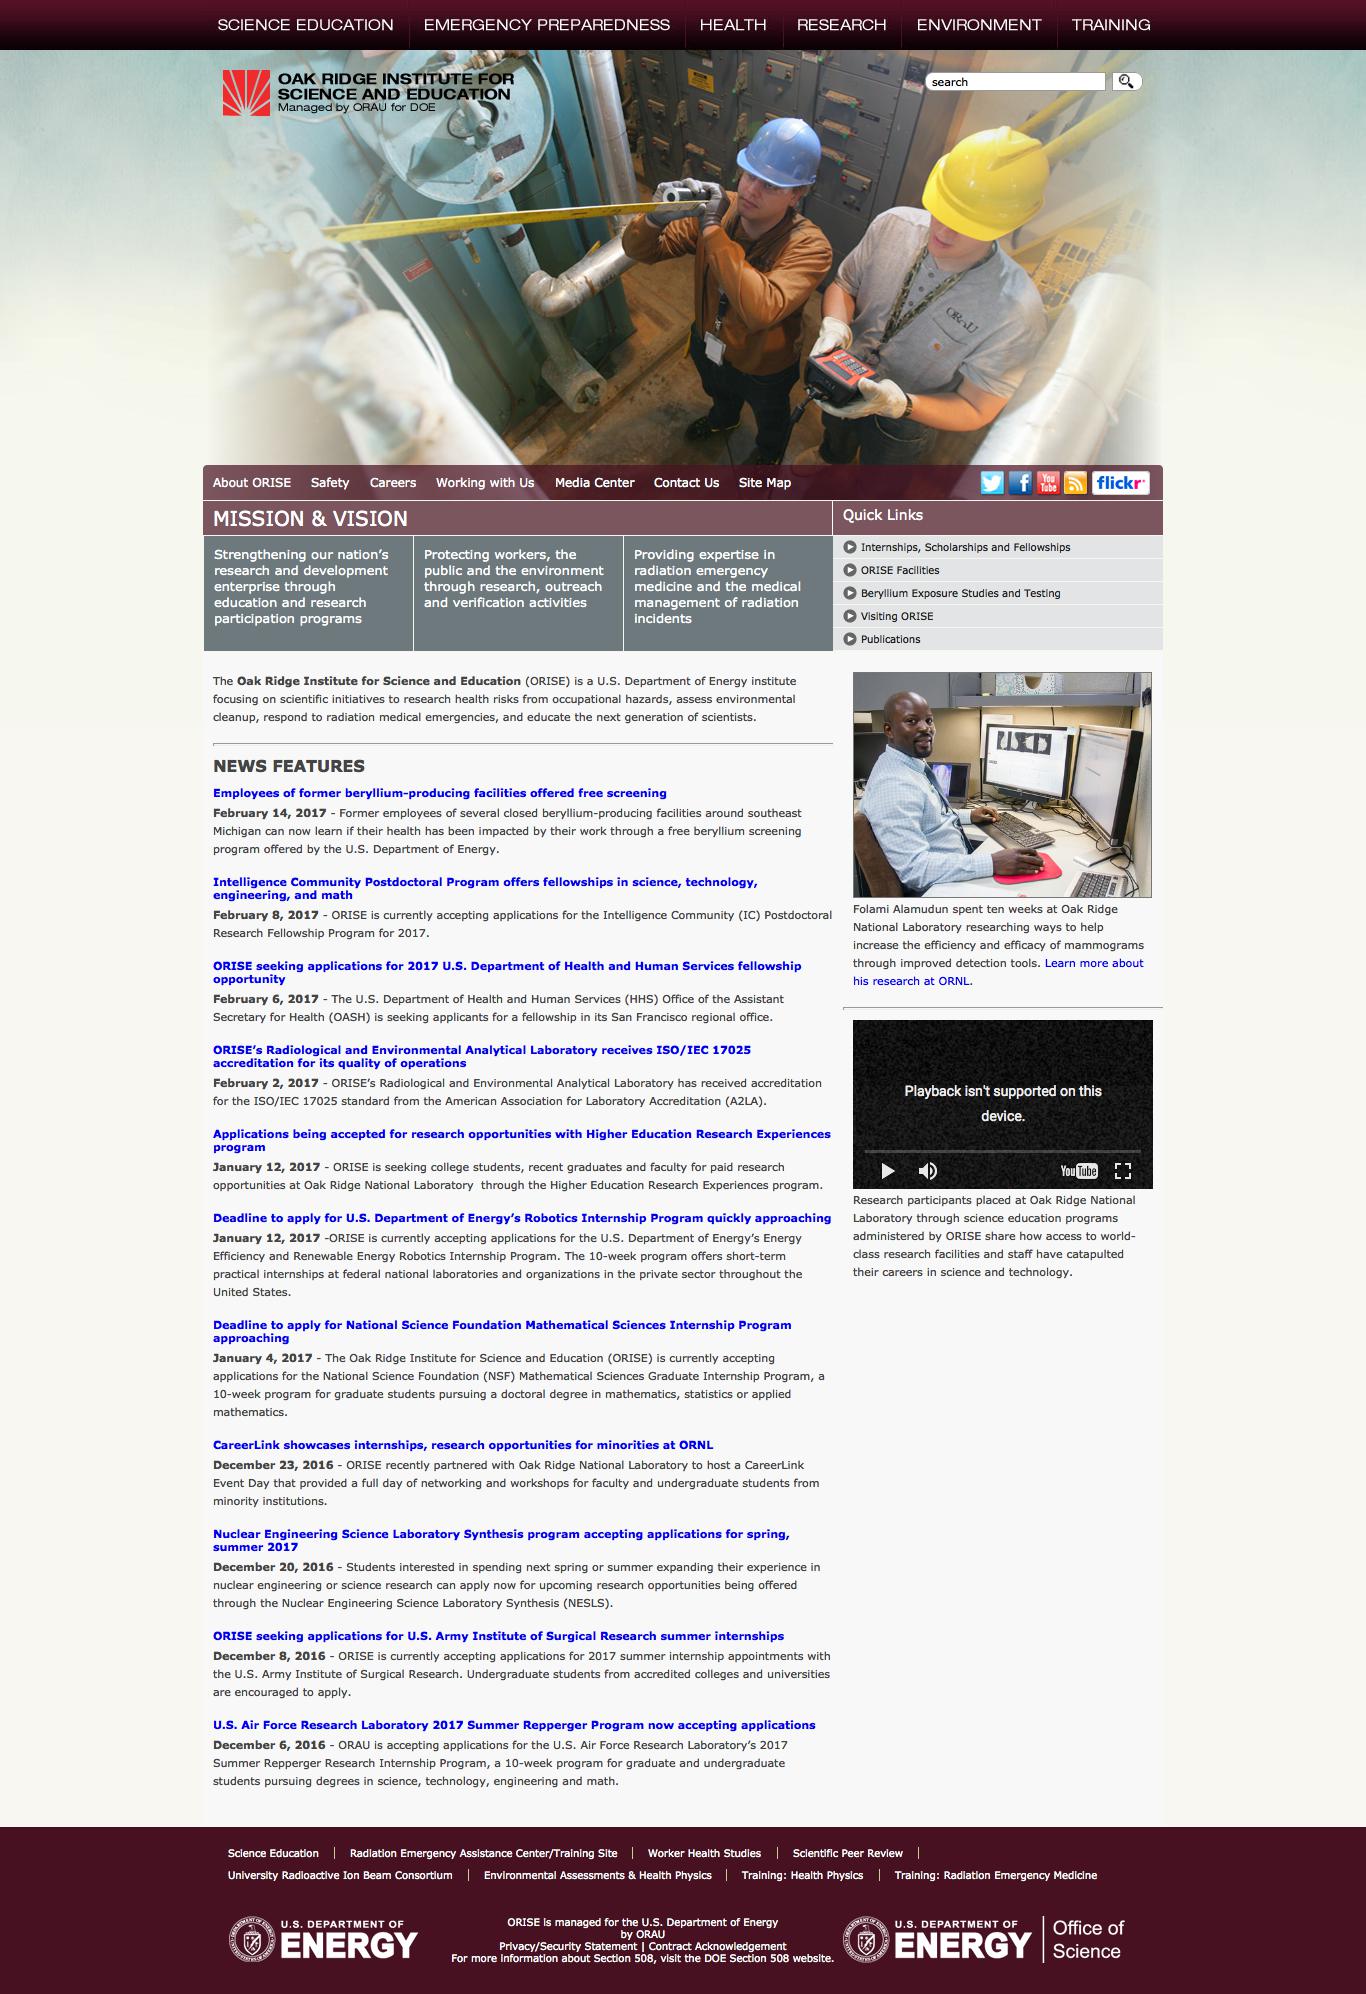 SCIENCE EDUCATION
EMERGENCY PREPAREDNESS
HEALTH
RESEARCH
ENVIRONMENT
TRAINING
OAK RIDGE INSTITUTE FOR
SCIENCE AND EDUCATION
Managed by ORAU for DOE
search
ORAU
About ORISE
Safety
Careers
Working with Us
Media Center
Contact Us
Site Map
You
Tube
flickr
MISSION & VISION
Strengthening our nation’s
research and development
enterprise through
education and research
participation programs
Protecting workers, the
public and the environment
through research, outreach
and verification activities
Providing expertise in
radiation emergency
medicine and the medical
management of radiation
incidents
Quick Links
Internships, Scholarships and Fellowships
ORISE Facilities
Beryllium Exposure Studies and Testing
Visiting ORISE
Publications
The Oak Ridge Institute for Science and Education (ORISE) is a U.S. Department of Energy institute
focusing on scientific initiatives to research health risks from occupational hazards, assess environmental
cleanup, respond to radiation medical emergencies, and educate the next generation of scientists.
NEWS FEATURES
Employees of former beryllium-producing facilities offered free screening
February 14, 2017 - Former employees of several closed beryllium-producing facilities around southeast
Michigan can now learn if their health has been impacted by their work through a free beryllium screening
program offered by the U.S. Department of Energy.
Intelligence Community Postdoctoral Program offers fellowships in science, technology,
engineering, and math
February 8, 2017 - ORISE is currently accepting applications for the Intelligence Community (IC) Postdoctoral
Research Fellowship Program for 2017.
ORISE seeking applications for 2017 U.S. Department of Health and Human Services fellowship
opportunity
February 6, 2017 - The U.S. Department of Health and Human Services (HHS) Office of the Assistant
Secretary for Health (OASH) is seeking applicants for a fellowship in its San Francisco regional office.
ORISE’s Radiological and Environmental Analytical Laboratory receives ISO/IEC 17025
accreditation for its quality of operations
February 2, 2017 - ORISE’s Radiological and Environmental Analytical Laboratory has received accreditation
for the ISO/IEC 17025 standard from the American Association for Laboratory Accreditation (A2LA).
Applications being accepted for research opportunities with Higher Education Research Experiences
program
January 12, 2017 - ORISE is seeking college students, recent graduates and faculty for paid research
opportunities at Oak Ridge National Laboratory through the Higher Education Research Experiences program.
Deadline to apply for U.S. Department of Energy’s Robotics Internship Program quickly approaching
January 12, 2017 -ORISE is currently accepting applications for the U.S. Department of Energy’s Energy
Efficiency and Renewable Energy Robotics Internship Program. The 10-week program offers short-term
practical internships at federal national laboratories and organizations in the private sector throughout the
United States.
Deadline to apply for National Science Foundation Mathematical Sciences Internship Program
approaching
January 4, 2017 - The Oak Ridge Institute for Science and Education (ORISE) is currently accepting
applications for the National Science Foundation (NSF) Mathematical Sciences Graduate Internship Program, a
10-week program for graduate students pursuing a doctoral degree in mathematics, statistics or applied
mathematics.
CareerLink showcases internships, research opportunities for minorities at ORNL
December 23, 2016 - ORISE recently partnered with Oak Ridge National Laboratory to host a CareerLink
Event Day that provided a full day of networking and workshops for faculty and undergraduate students from
minority institutions.
Nuclear Engineering Science Laboratory Synthesis program accepting applications for spring,
summer 2017
December 20, 2016 - Students interested in spending next spring or summer expanding their experience in
nuclear engineering or science research can apply now for upcoming research opportunities being offered
through the Nuclear Engineering Science Laboratory Synthesis (NESLS).
ORISE seeking applications for U.S. Army Institute of Surgical Research summer internships
December 8, 2016 - ORISE is currently accepting applications for 2017 summer internship appointments with
the U.S. Army Institute of Surgical Research. Undergraduate students from accredited colleges and universities
are encouraged to apply.
U.S. Air Force Research Laboratory 2017 Summer Repperger Program now accepting applications
December 6, 2016 - ORAU is accepting applications for the U.S. Air Force Research Laboratory’s 2017
Summer Repperger Research Internship Program, a 10-week program for graduate and undergraduate
students pursuing degrees in science, technology, engineering and math.
Folami Alamudun spent ten weeks at Oak Ridge
National Laboratory researching ways to help
increase the efficiency and efficacy of mammograms
through improved detection tools. Learn more about
his research at ORNL.
Playback isn't supported on this
device.
YouTube
Research participants placed at Oak Ridge National
Laboratory through science education programs
administered by ORISE share how access to world-
class research facilities and staff have catapulted
their careers in science and technology.
Science Education
Radiation Emergency Assistance Center/Training Site
Worker Health Studies
Scientific Peer Review
University Radioactive Ion Beam Consortium
Environmental Assessments & Health Physics
Training: Health Physics
Training: Radiation Emergency Medicine
U.S. DEPARTMENT OF
ENERGY
ORISE is managed for the U.S. Department of Energy
by ORAU
Privacy/Security Statement | Contract Acknowledgement
For more information about Section 508, visit the DOE Section 508 website.
U.S. DEPARTMENT OF
ENERGY
Office of
Science